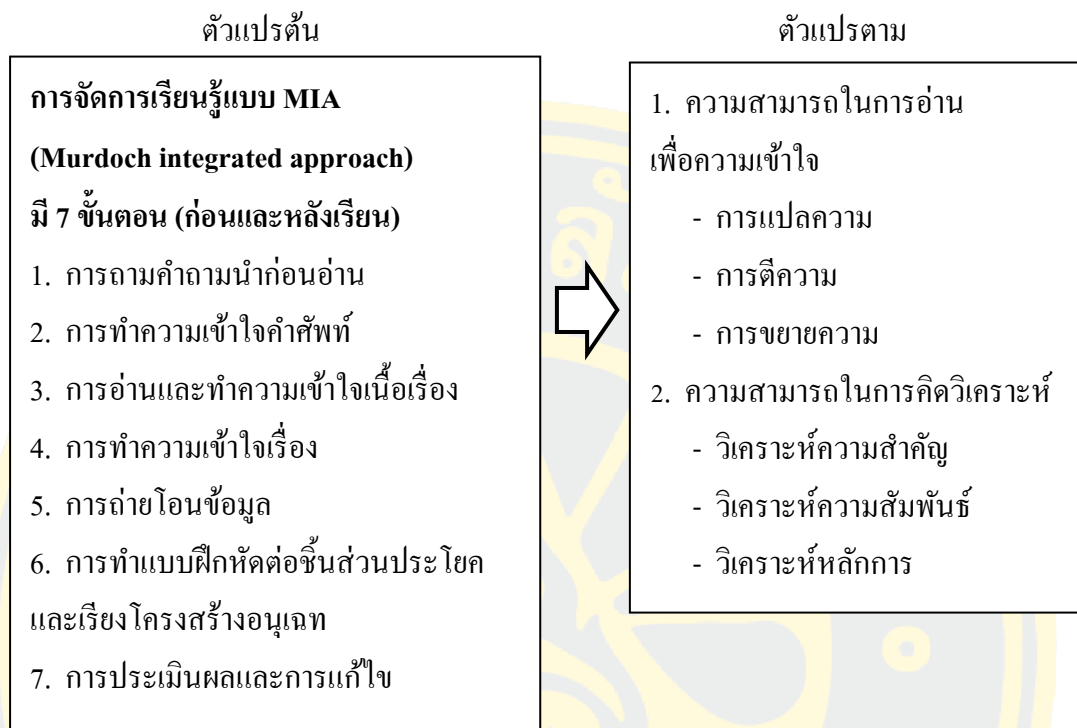 ตัวแปรต้น
การจัดการเรียนรู้แบบ MIA
(Murdoch integrated approach)
มี 7 ขั้นตอน (ก่อนและหลังเรียน)
1. การถามคำถามนำก่อนอ่าน
2. การทำความเข้าใจคำศัพท์
3. การอ่านและทำความเข้าใจเนื้อเรื่อง
4. การทำความเข้าใจเรื่อง
5. การถ่ายโอนข้อมูล
6. การทำแบบฝึกหัดต่อชิ้นส่วนประโยค
และเรียงโครงสร้างอนุเฉท
7. การประเมินผลและการแก้ไข
ตัวแปรตาม
1. ความสามารถในการอ่าน
เพื่อความเข้าใจ
- การแปลความ
- การตีความ
- การขยายความ
2. ความสามารถในการคิดวิเคราะห์
- วิเคราะห์ความสำคัญ
- วิเคราะห์ความสัมพันธ์
- วิเคราะห์หลักการ